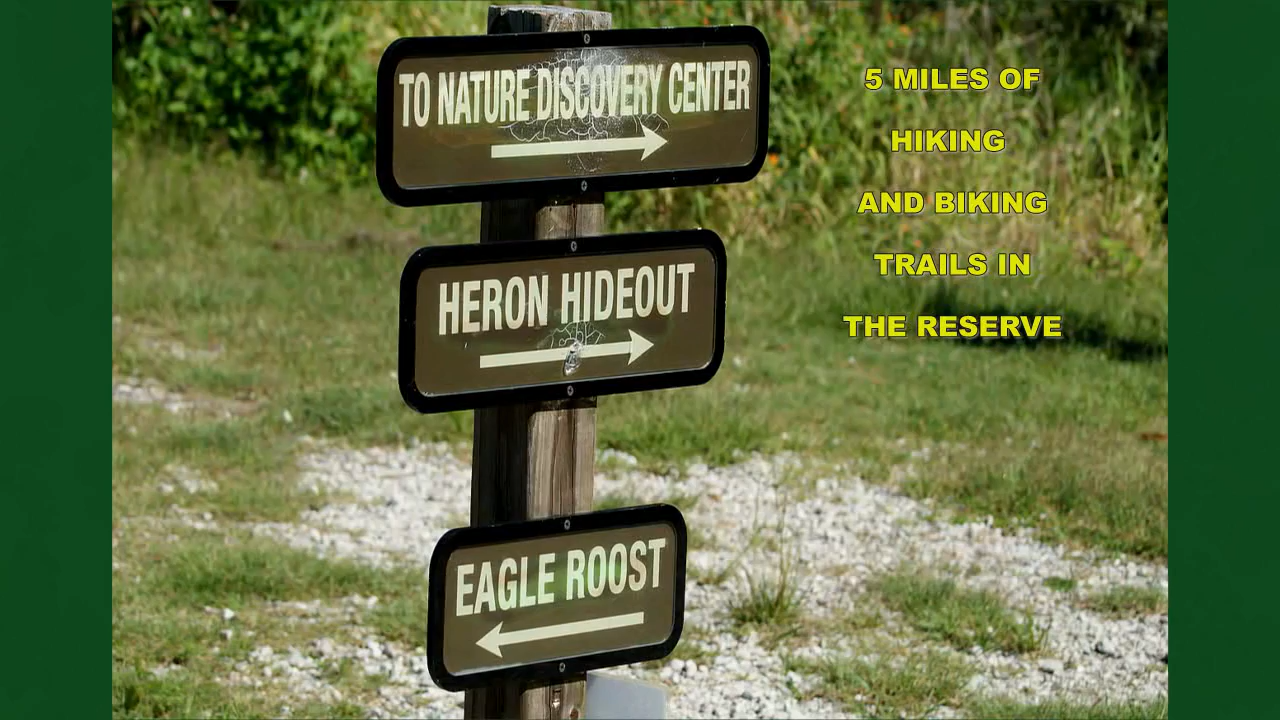 TO NATURE DISCOVERY CENTER
HERON HIDEOUT
EAGLE ROOST
5 MILES OF
HIKING
AND BIKING
TRAILS IN
THE RESERVE